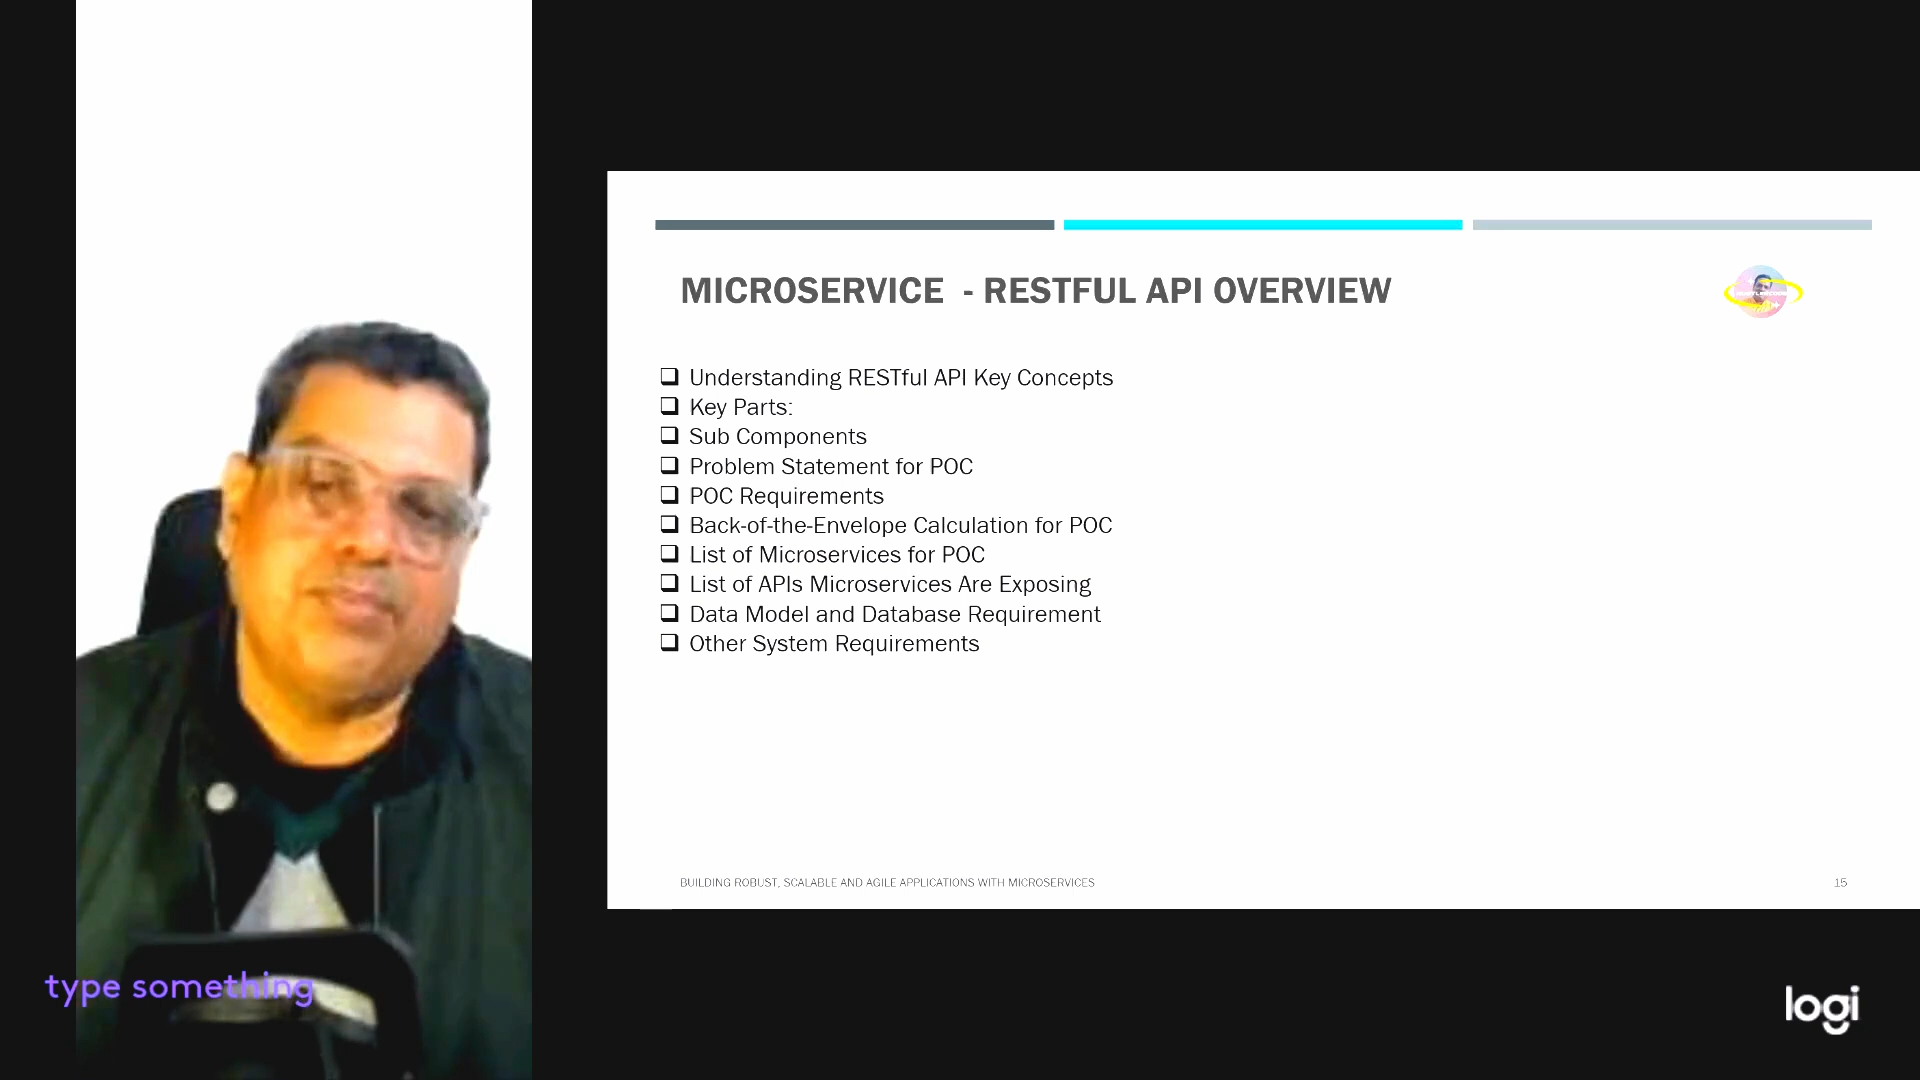 MICROSERVICE - RESTFUL API OVERVIEW
❑ Understanding RESTful API Key Concepts
❑ Key Parts:
❑ Sub Components
❑ Problem Statement for POC
❑ POC Requirements
❑ Back-of-the-Envelope Calculation for POC
❑ List of Microservices for POC
❑ List of APIs Microservices Are Exposing
❑ Data Model and Database Requirement
❑ Other System Requirements
BUILDING ROBUST, SCALABLE AND AGILE APPLICATIONS WITH MICROSERVICES
15
type something
logi